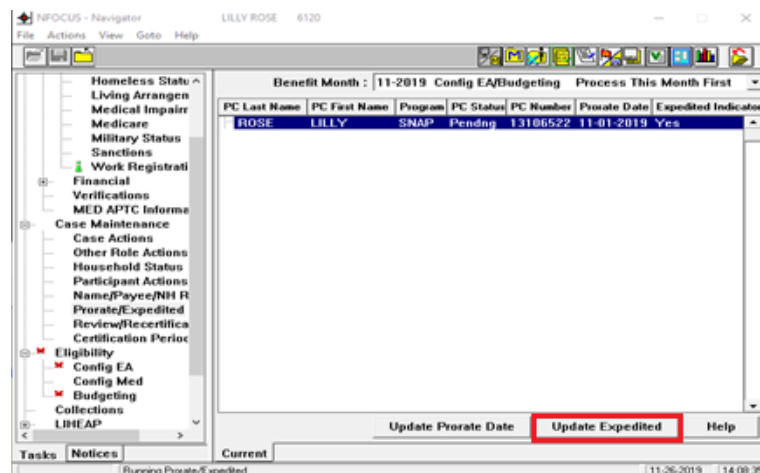 NFOCUS - Navigator LILLY ROSE 6120
File Actions View Goto Help
Benefit Month : 11-2019 Config EA/Budgeting Process This Month First
PC Last Name PC First Name Program PC Status PC Number Prorate Date Expedited Indicator
ROSE LILLY SNAP Pendng 13106522 11-01-2019 Yes
Homeless Statu
Living Arrangen
Medical Impairr
Medicare
Military Status
Sanctions
Work Registrati
Financial
Verifications
MED APTC Informa
Case Maintenance
Case Actions
Other Role Actions
Household Status
Participant Actions
Name/Payee/NH R
Prorate/Expedited
Review/Recertifica
Certification Perioc
Eligibility
Config EA
Config Med
Budgeting
Collections
LIHEAP
Update Prorate Date Update Expedited Help
Tasks Notices Current
Running Prorate/Expedited 11-26-2019 14:08:35